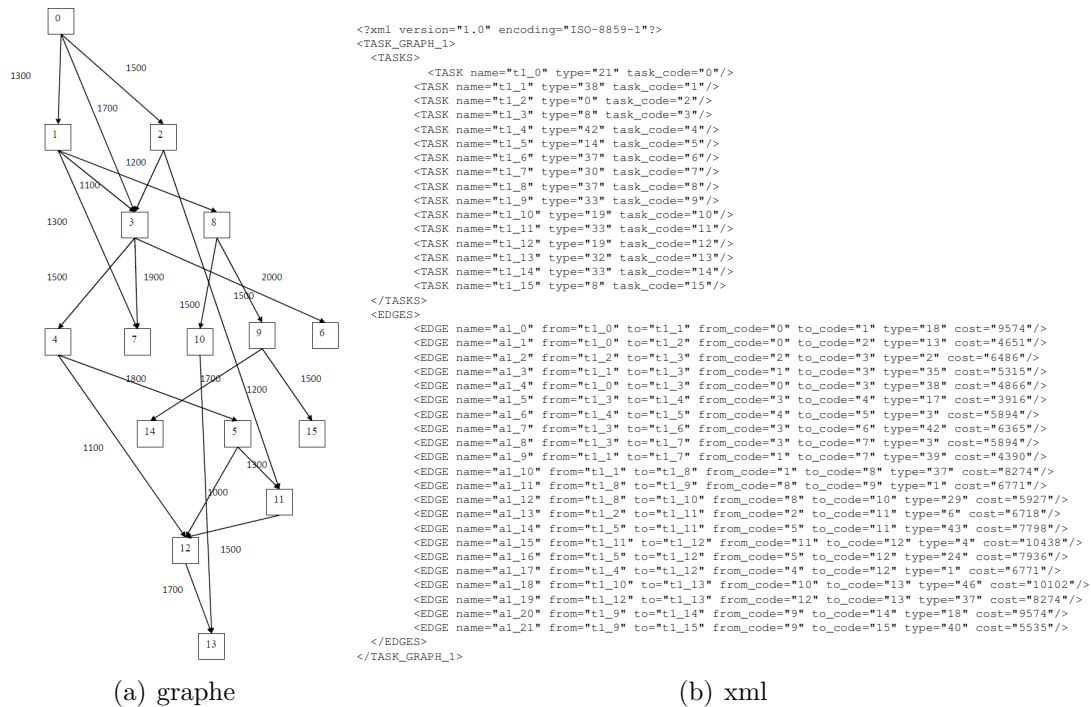 0
1300
1500
1700
1
2
1200
1100
3
8
1300
1500
1900
2000
1500
1500
4
7
10
9
6
1800
1700
1200
1500
14
5
15
1100
1300
1000
11
12
1500
1700
13
(a) graphe
<?xml version="1.0" encoding="ISO-8859-1"?>
<TASK_GRAPH_1>
<TASKS>
<TASK name="t1_0" type="21" task_code="0"/>
<TASK name="t1_1" type="38" task_code="1"/>
<TASK name="t1_2" type="0" task_code="2"/>
<TASK name="t1_3" type="8" task_code="3"/>
<TASK name="t1_4" type="42" task_code="4"/>
<TASK name="t1_5" type="14" task_code="5"/>
<TASK name="t1_6" type="37" task_code="6"/>
<TASK name="t1_7" type="30" task_code="7"/>
<TASK name="t1_8" type="37" task_code="8"/>
<TASK name="t1_9" type="33" task_code="9"/>
<TASK name="t1_10" type="19" task_code="10"/>
<TASK name="t1_11" type="33" task_code="11"/>
<TASK name="t1_12" type="19" task_code="12"/>
<TASK name="t1_13" type="32" task_code="13"/>
<TASK name="t1_14" type="33" task_code="14"/>
<TASK name="t1_15" type="8" task_code="15"/>
</TASKS>
<EDGES>
<EDGE name="a1_0" from="t1_0" to="t1_1" from_code="0" to_code="1" type="18" cost="9574"/>
<EDGE name="a1_1" from="t1_0" to="t1_2" from_code="0" to_code="2" type="13" cost="4651"/>
<EDGE name="a1_2" from="t1_2" to="t1_3" from_code="2" to_code="3" type="2" cost="6486"/>
<EDGE name="a1_3" from="t1_1" to="t1_3" from_code="1" to_code="3" type="35" cost="5315"/>
<EDGE name="a1_4" from="t1_0" to="t1_3" from_code="0" to_code="3" type="38" cost="4866"/>
<EDGE name="a1_5" from="t1_3" to="t1_4" from_code="3" to_code="4" type="17" cost="3916"/>
<EDGE name="a1_6" from="t1_4" to="t1_5" from_code="4" to_code="5" type="3" cost="5894"/>
<EDGE name="a1_7" from="t1_3" to="t1_6" from_code="3" to_code="6" type="42" cost="6365"/>
<EDGE name="a1_8" from="t1_3" to="t1_7" from_code="3" to_code="7" type="3" cost="5894"/>
<EDGE name="a1_9" from="t1_1" to="t1_7" from_code="1" to_code="7" type="39" cost="4390"/>
<EDGE name="a1_10" from="t1_1" to="t1_8" from_code="1" to_code="8" type="37" cost="8274"/>
<EDGE name="a1_11" from="t1_8" to="t1_9" from_code="8" to_code="9" type="1" cost="6771"/>
<EDGE name="a1_12" from="t1_8" to="t1_10" from_code="8" to_code="10" type="29" cost="5927"/>
<EDGE name="a1_13" from="t1_2" to="t1_11" from_code="2" to_code="11" type="6" cost="6718"/>
<EDGE name="a1_14" from="t1_5" to="t1_11" from_code="5" to_code="11" type="43" cost="7798"/>
<EDGE name="a1_15" from="t1_11" to="t1_12" from_code="11" to_code="12" type="4" cost="10438"/>
<EDGE name="a1_16" from="t1_5" to="t1_12" from_code="5" to_code="12" type="24" cost="7936"/>
<EDGE name="a1_17" from="t1_4" to="t1_12" from_code="4" to_code="12" type="1" cost="6771"/>
<EDGE name="a1_18" from="t1_10" to="t1_13" from_code="10" to_code="13" type="46" cost="10102"/>
<EDGE name="a1_19" from="t1_12" to="t1_13" from_code="12" to_code="13" type="37" cost="8274"/>
<EDGE name="a1_20" from="t1_9" to="t1_14" from_code="9" to_code="14" type="18" cost="9574"/>
<EDGE name="a1_21" from="t1_9" to="t1_15" from_code="9" to_code="15" type="40" cost="5535"/>
</EDGES>
</TASK_GRAPH_1>
(b) xml